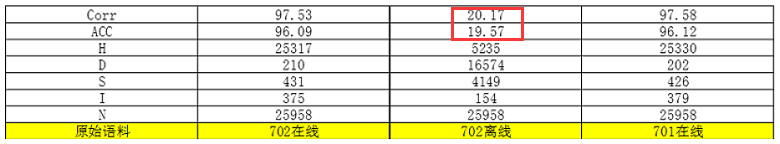 Corr 97.53 20.17 97.58
ACC 96.09 19.57 96.12
H 25317 5235 25330
D 210 16574 202
S 431 4149 426
I 375 154 379
N 25958 25958 25958
原始语料 702在线 702离线 701在线